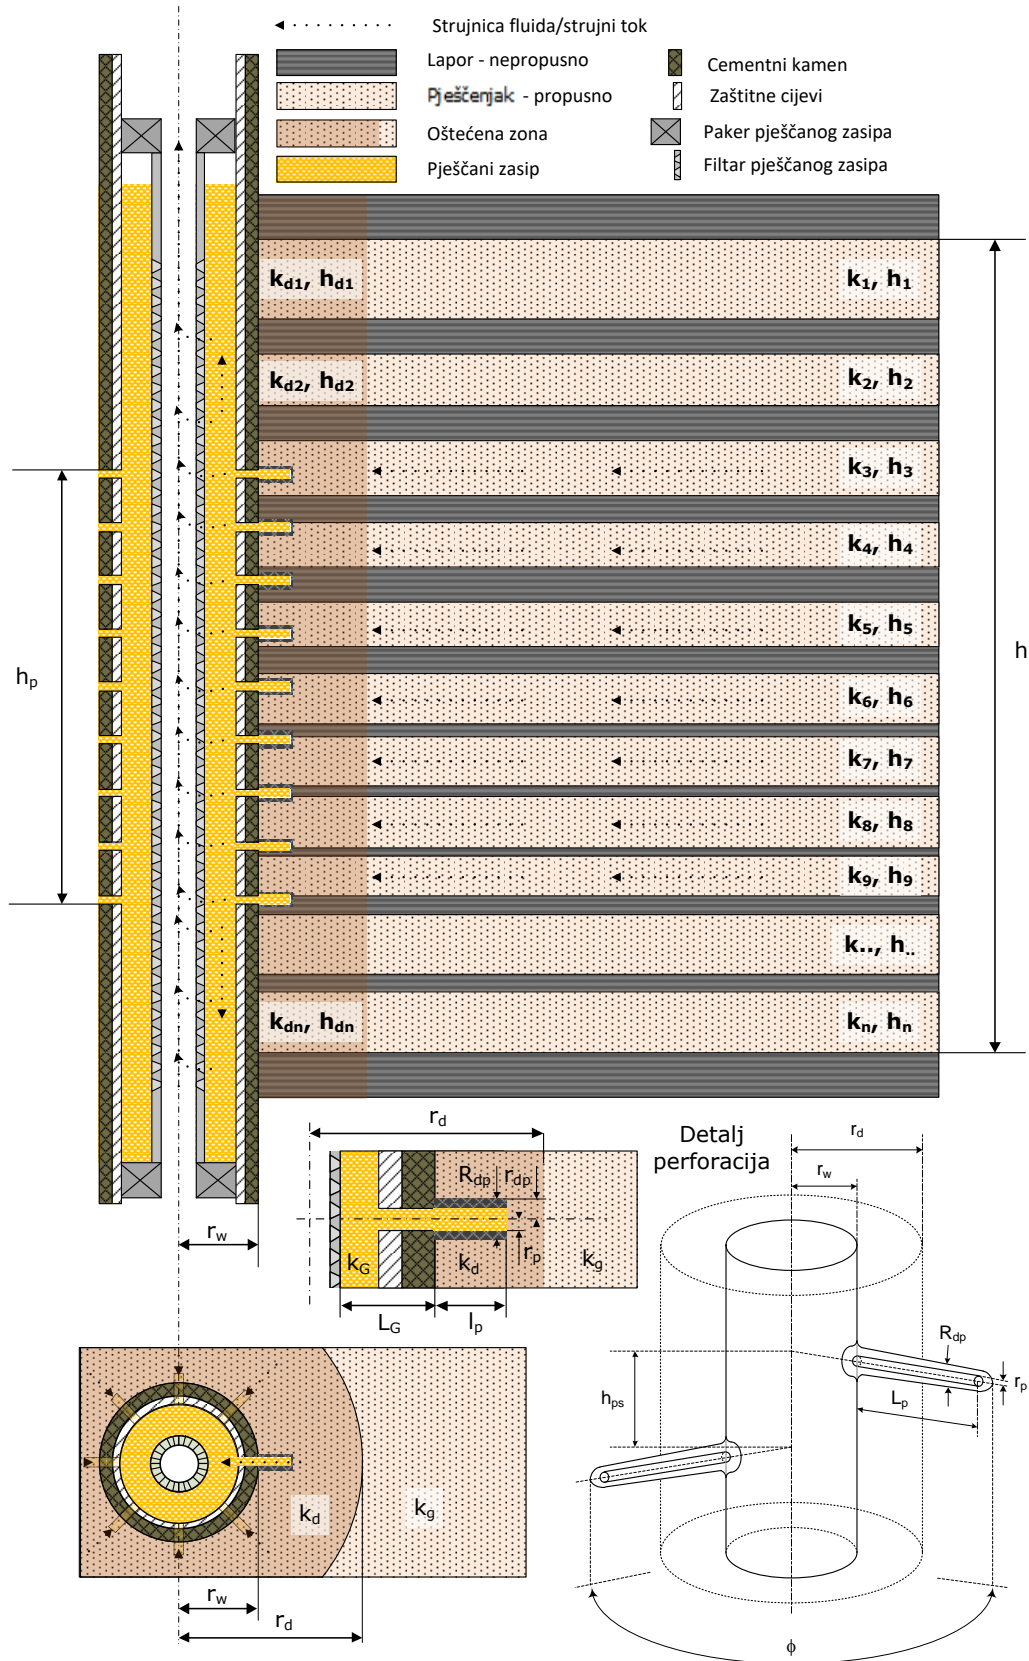 Strujnica fluida/strujni tok
Lapor - nepropusno
Cementni kamen
Pješčenjak - propusno
Zaštitne cijevi
Oštećena zona
Paker pješčanog zasipa
Pješčani zasip
Filtar pješčanog zasipa
kd1, hd1
k1, h1
kd2, hd2
k2, h2
k3, h3
k4, h4
k5, h5
h
hp
k6, h6
k7, h7
k8, h8
k9, h9
k.., h..
kdn, hdn
kn, hn
rd
Detalj
perforacija
rd
rw
Rdp
rdp
rw
kG
kd
rp
kg
LG
lp
Rdp
rp
hps
Lp
kd
kg
rw
rd
ϕ